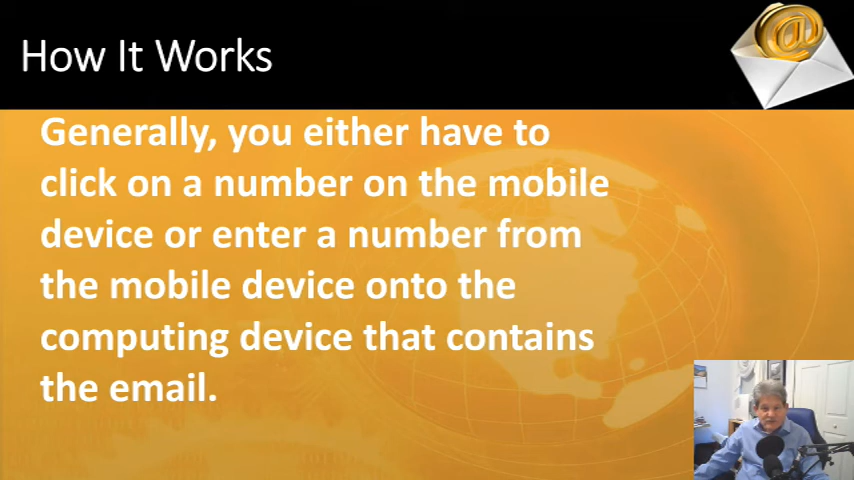 How It Works
Generally, you either have to
click on a number on the mobile
device or enter a number from
the mobile device onto the
computing device that contains
the email.